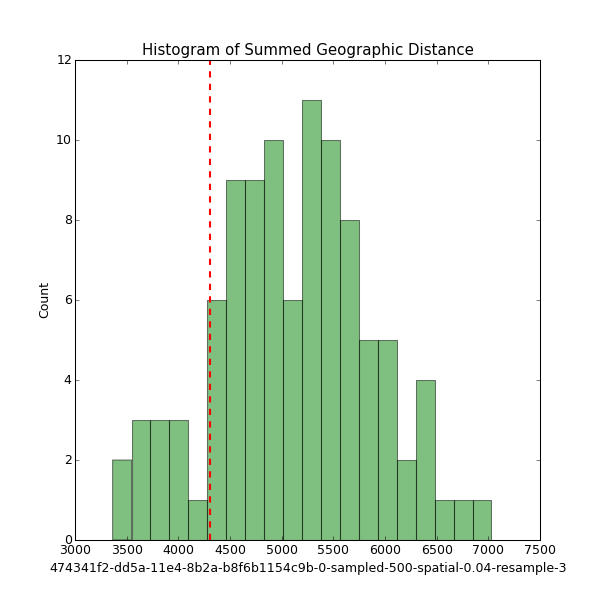 Histogram of Summed Geographic Distance
12
10
8
6
4
2
0
Count
3000 3500 4000 4500 5000 5500 6000 6500 7000 7500
474341f2-dd5a-11e4-8b2a-b8f6b1154c9b-0-sampled-500-spatial-0.04-resample-3